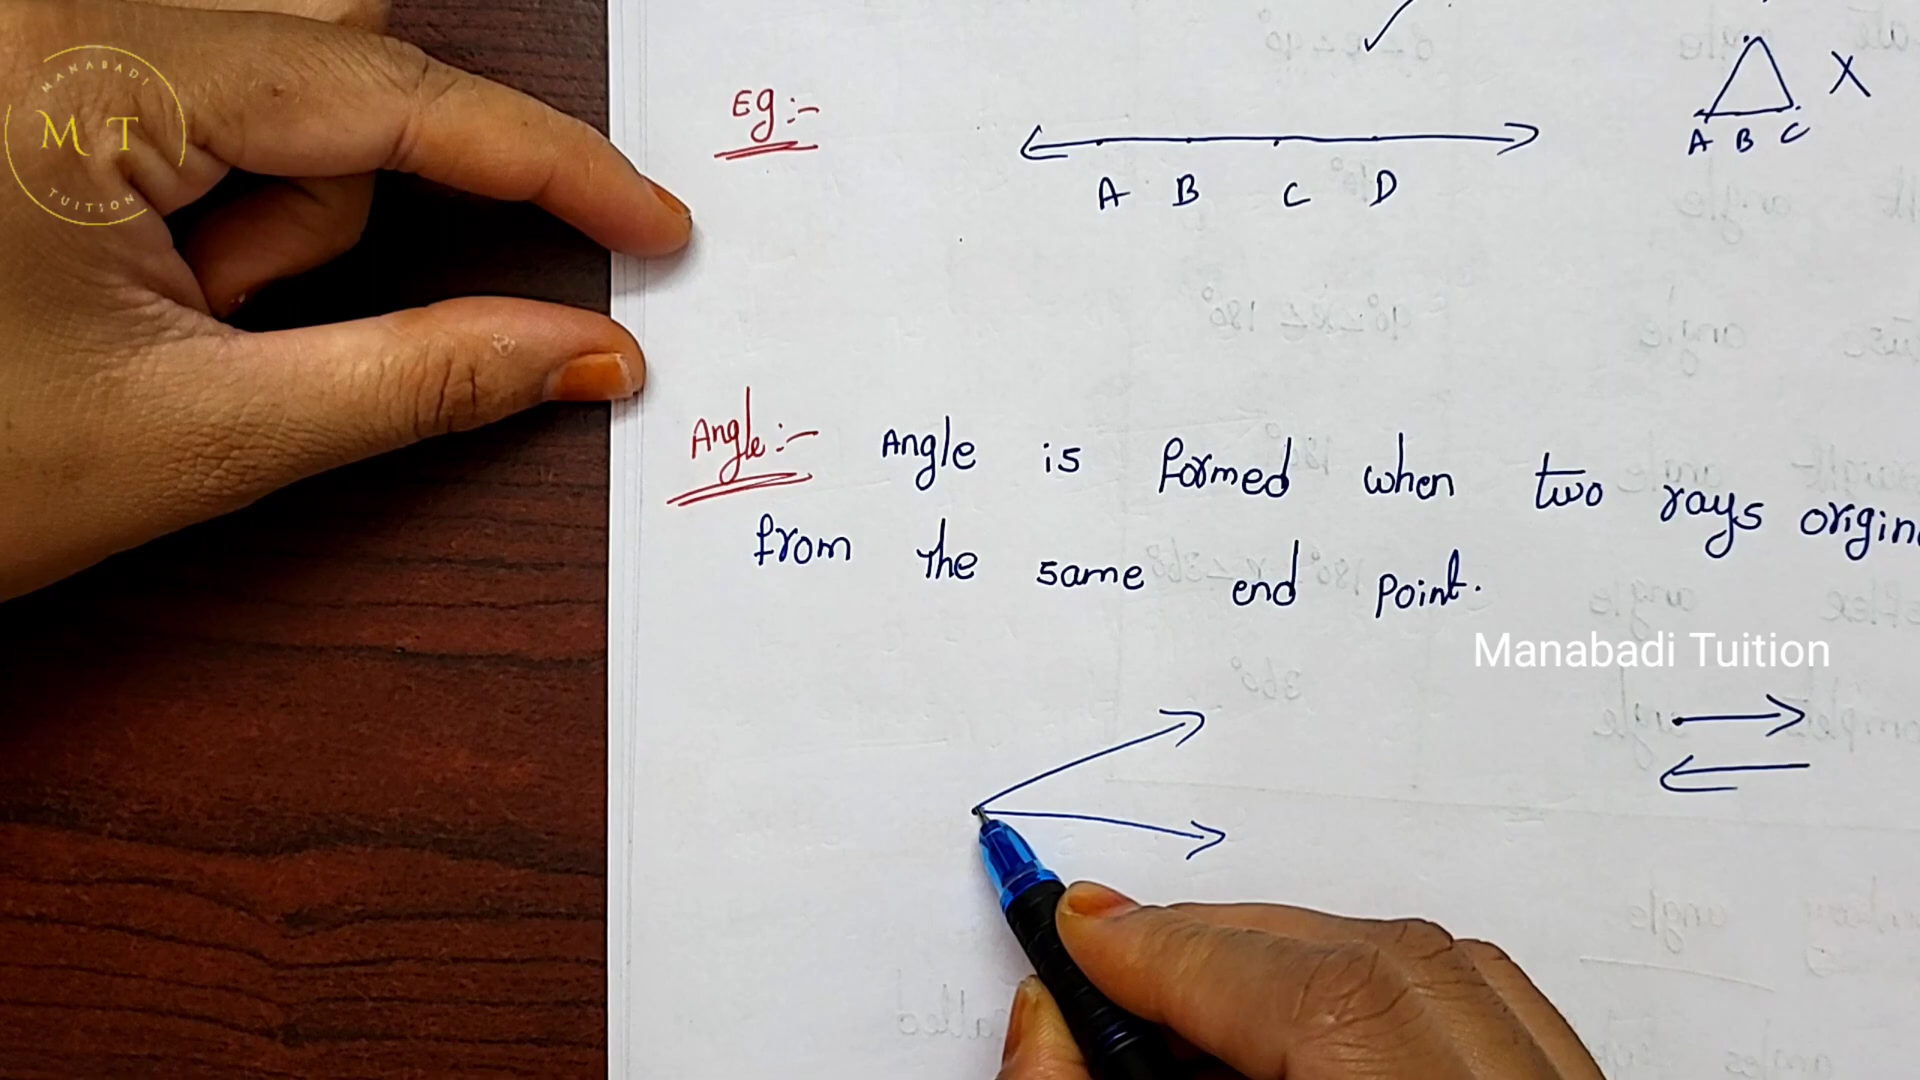 MANABADI
M T
TUITION
Eg:-
A B C D
A B C X
Angle:- Angle is formed when two rays origin
from the same end point.
Manabadi Tuition